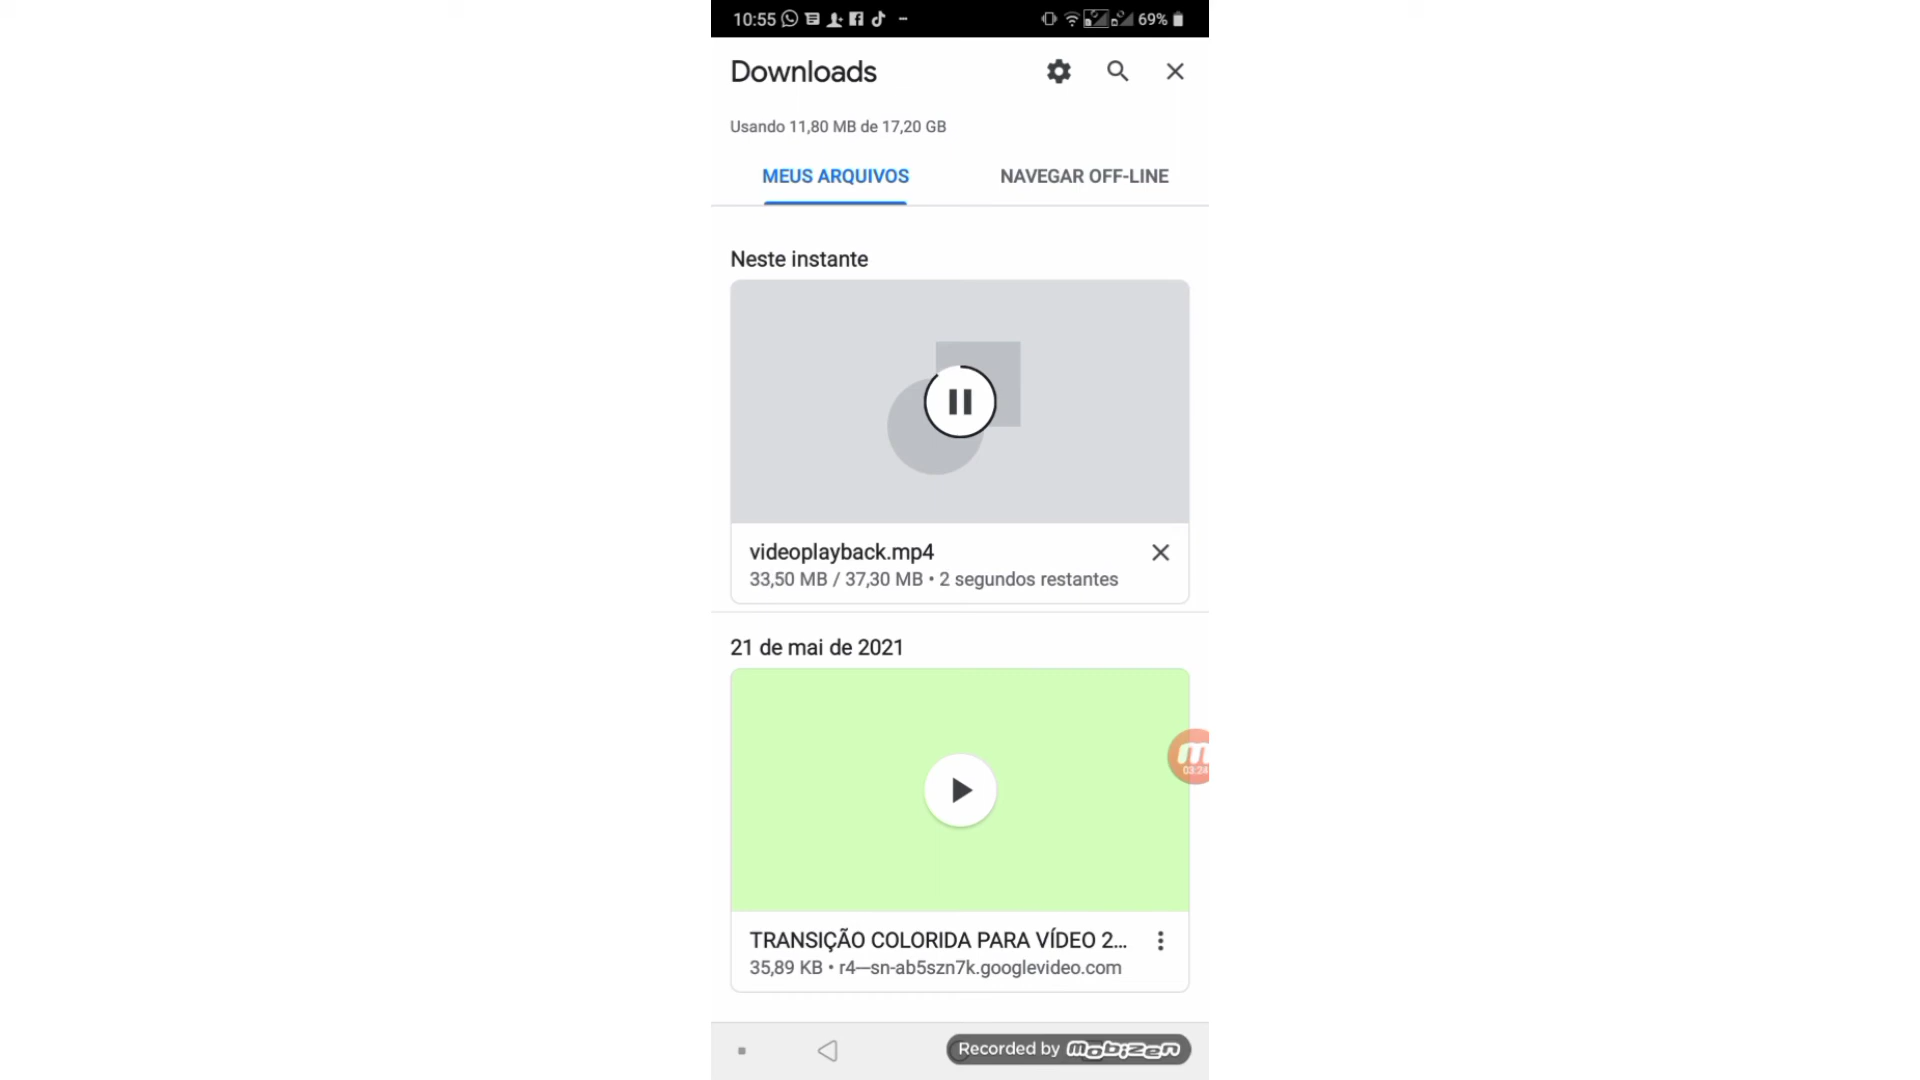 10:55
69%
Downloads
Usando 11,80 MB de 17,20 GB
MEUS ARQUIVOS
NAVEGAR OFF-LINE
Neste instante
videoplayback.mp4
33,50 MB / 37,30 MB • 2 segundos restantes
21 de mai de 2021
03:24
TRANSIÇÃO COLORIDA PARA VÍDEO 2...
35,89 KB • r4---sn-ab5szn7k.googlevideo.com
Recorded by mobizen